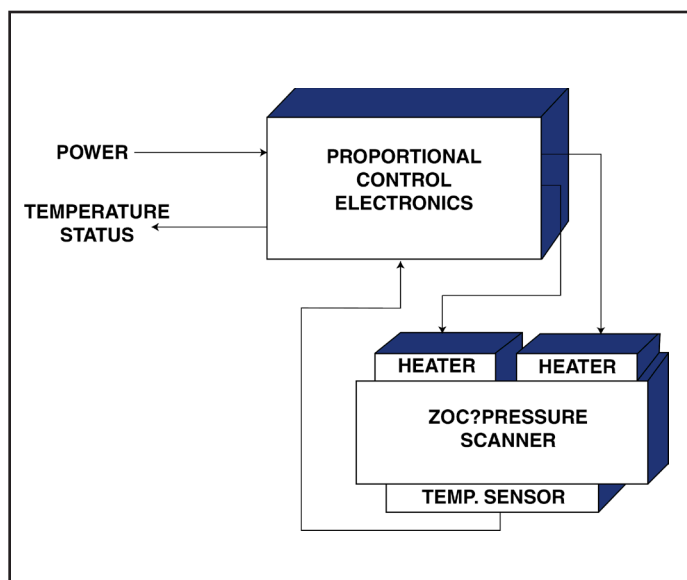 POWER
PROPORTIONAL
CONTROL
ELECTRONICS
TEMPERATURE
STATUS
HEATER
HEATER
ZOC?PRESSURE
SCANNER
TEMP. SENSOR